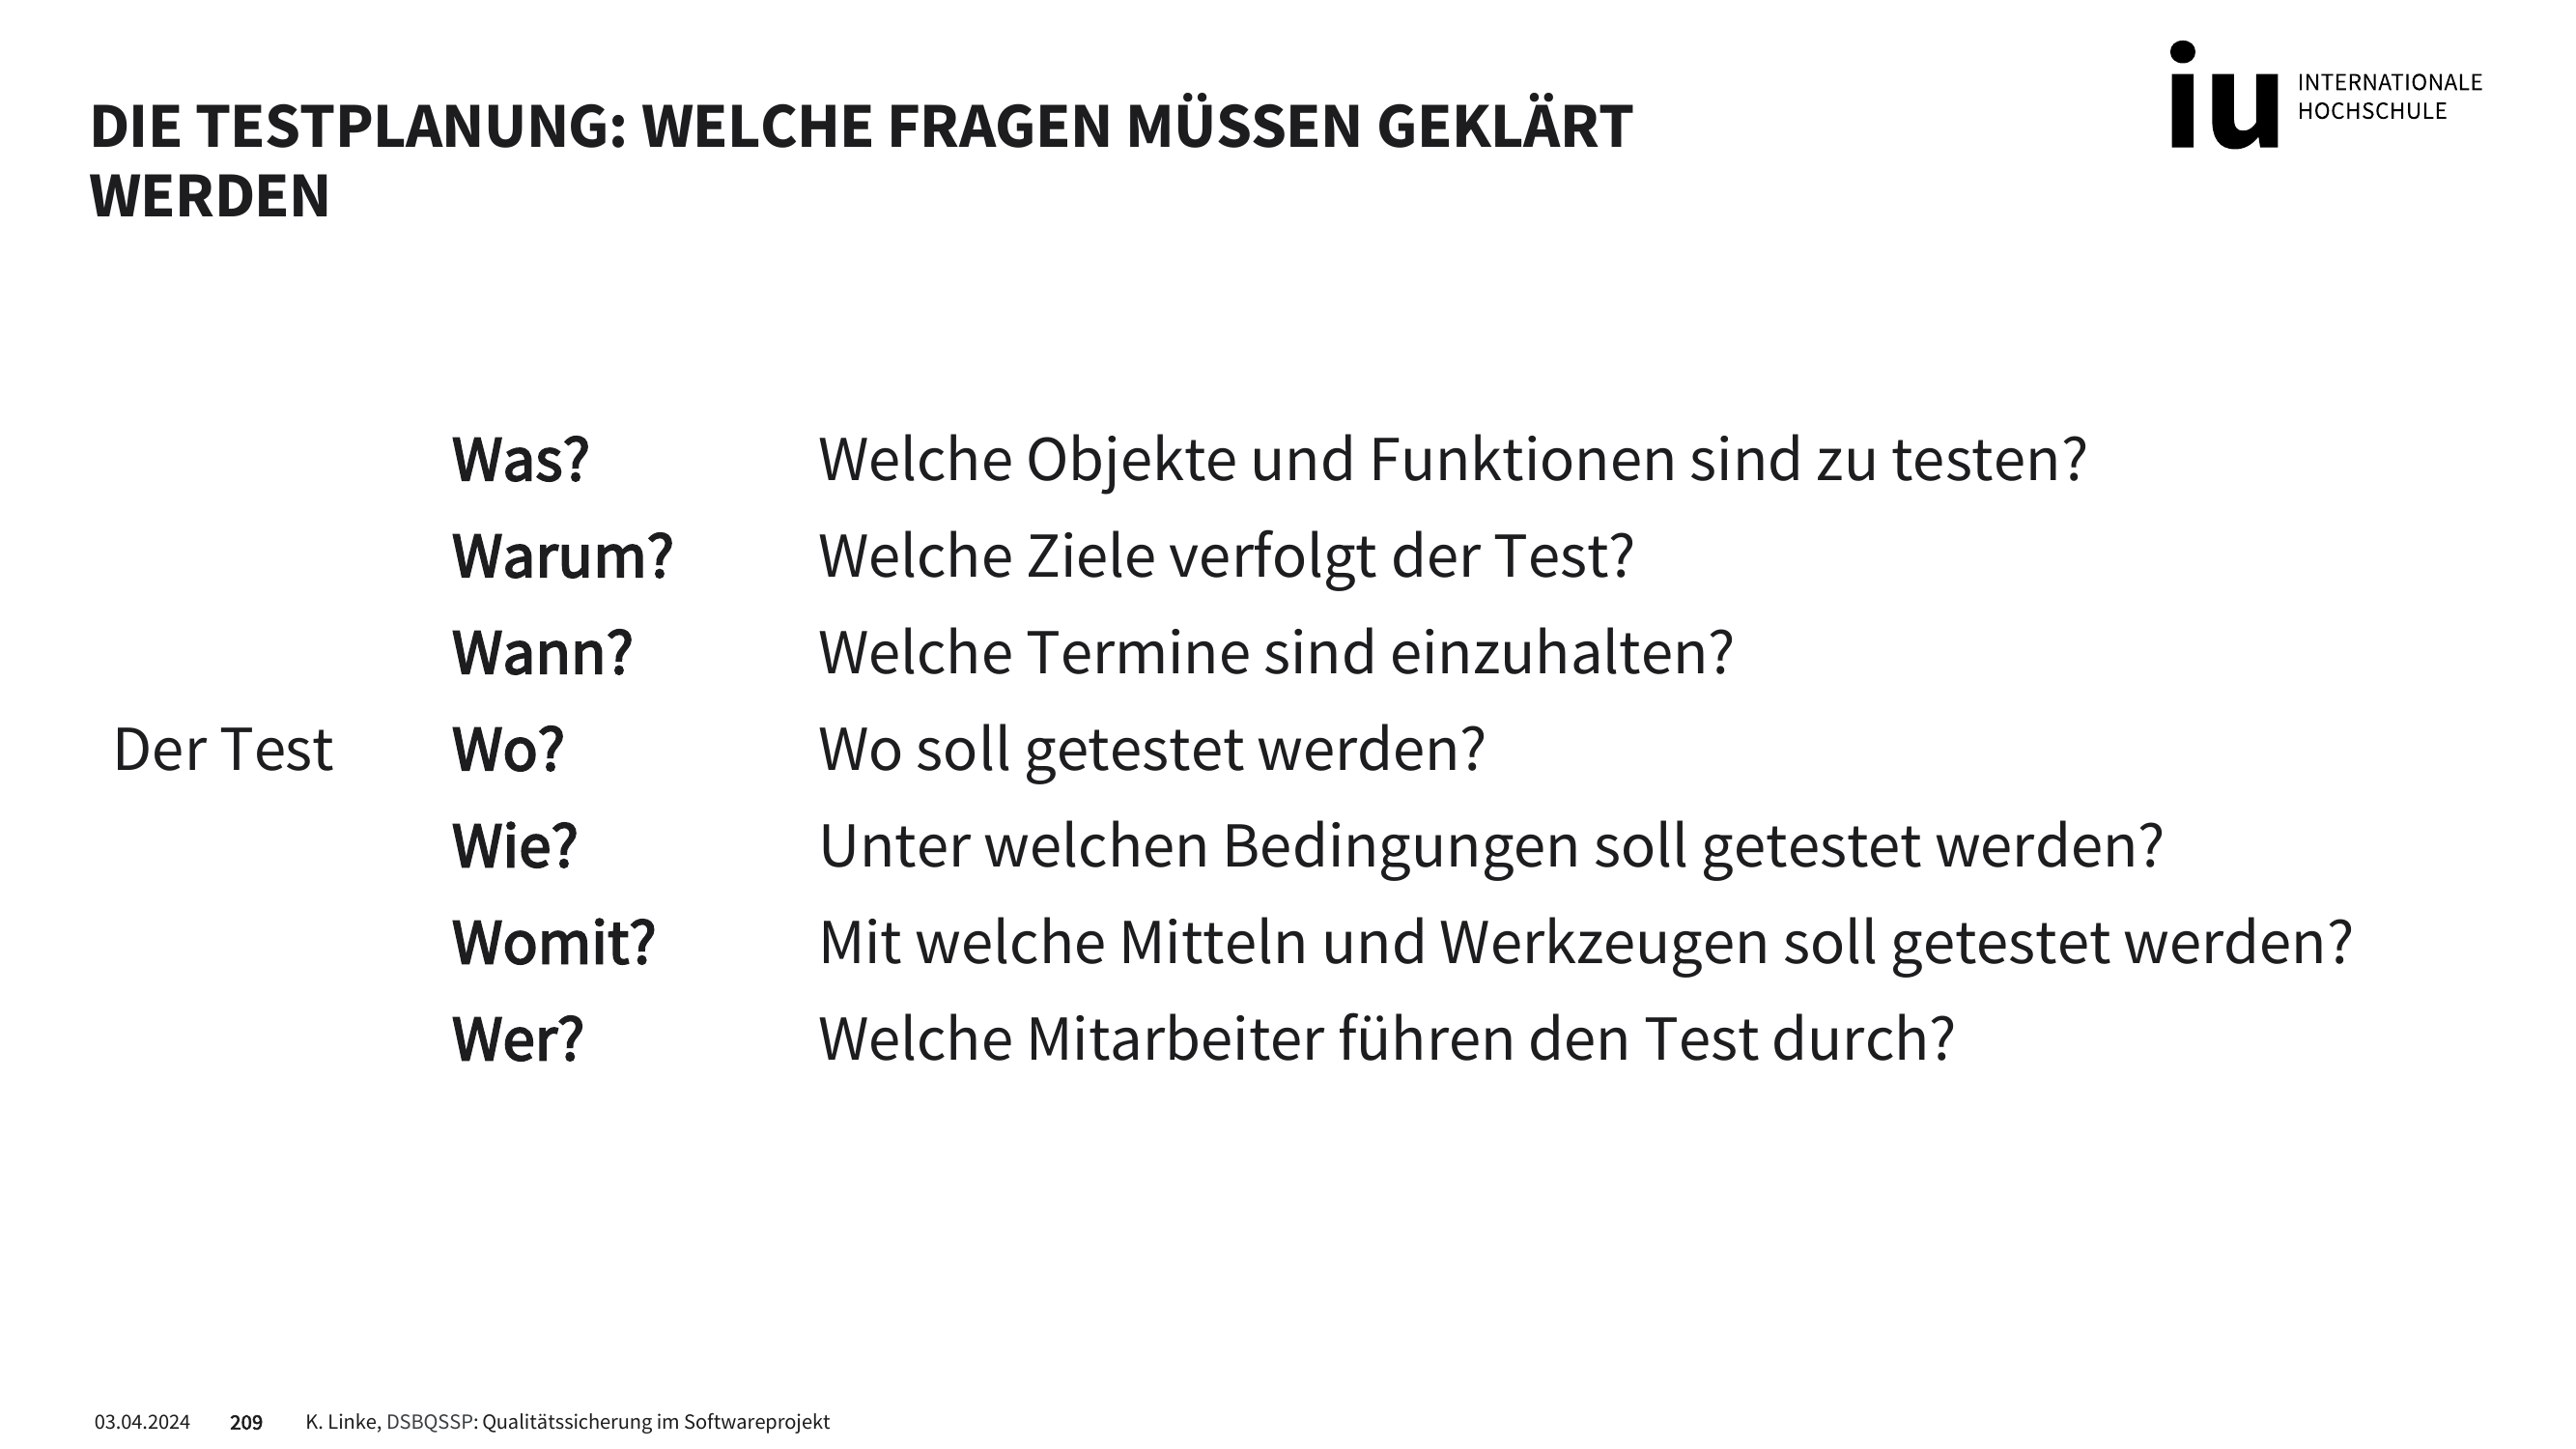 DIE TESTPLANUNG: WELCHE FRAGEN MÜSSEN GEKLÄRT
WERDEN
iu INTERNATIONALE
HOCHSCHULE
Was? Welche Objekte und Funktionen sind zu testen?
Warum? Welche Ziele verfolgt der Test?
Wann? Welche Termine sind einzuhalten?
Der Test Wo? Wo soll getestet werden?
Wie? Unter welchen Bedingungen soll getestet werden?
Womit? Mit welche Mitteln und Werkzeugen soll getestet werden?
Wer? Welche Mitarbeiter führen den Test durch?
03.04.2024 209 K. Linke, DSBQSSP: Qualitätssicherung im Softwareprojekt